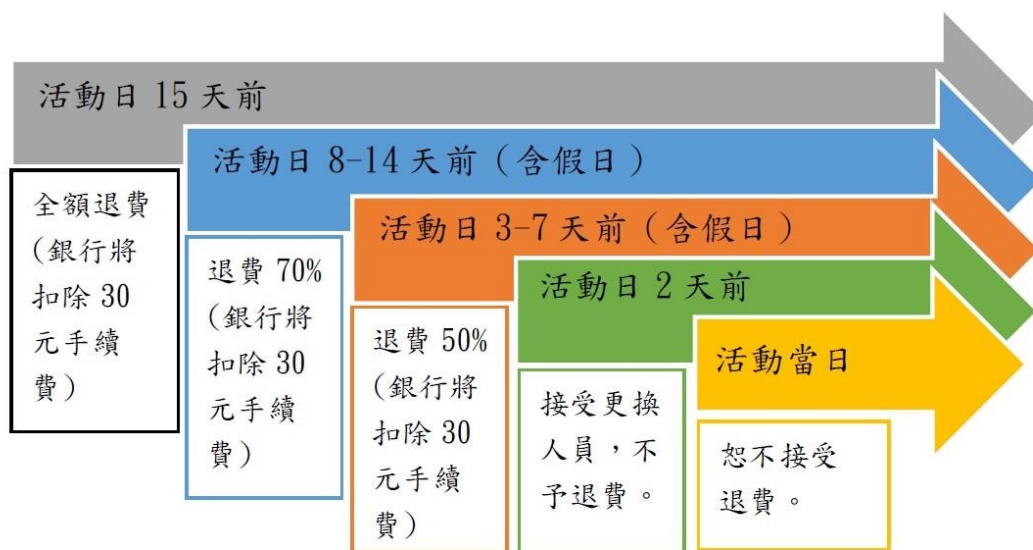 活動日 15 天前
全額退費
(銀行將
扣除 30
元手續
費)
活動日 8-14 天前（含假日）
退費 70%
(銀行將
扣除 30
元手續
費)
活動日 3-7 天前（含假日）
退費 50%
(銀行將
扣除 30
元手續
費)
活動日 2 天前
接受更換
人員，不
予退費。
活動當日
恕不接受
退費。